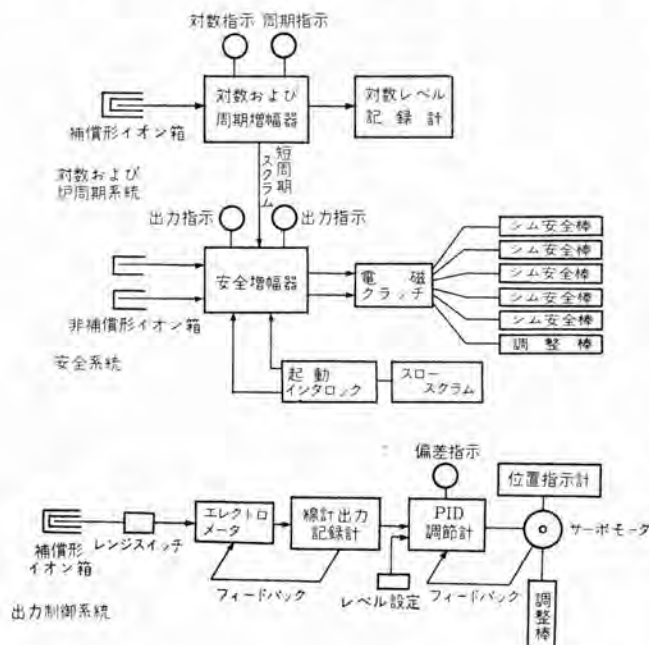 対数指示 周期指示
対数および
周期増幅器
対数レベル
記録計
補償形イオン箱
短周期
スクラム
対数および
炉周期系統
出力指示
出力指示
安全増幅器
電磁
クラッチ
シム安全棒
シム安全棒
シム安全棒
シム安全棒
シム安全棒
調整棒
非補償形イオン箱
安全系統
起動
インタロック
スロー
スクラム
偏差指示
位置指示計
エレクトロ
メータ
線計出力
記録計
PID
調節計
サーボモータ
補償形
イオン箱
レンジスイッチ
フィードバック
レベル設定
フィードバック
調整棒
出力制御系統